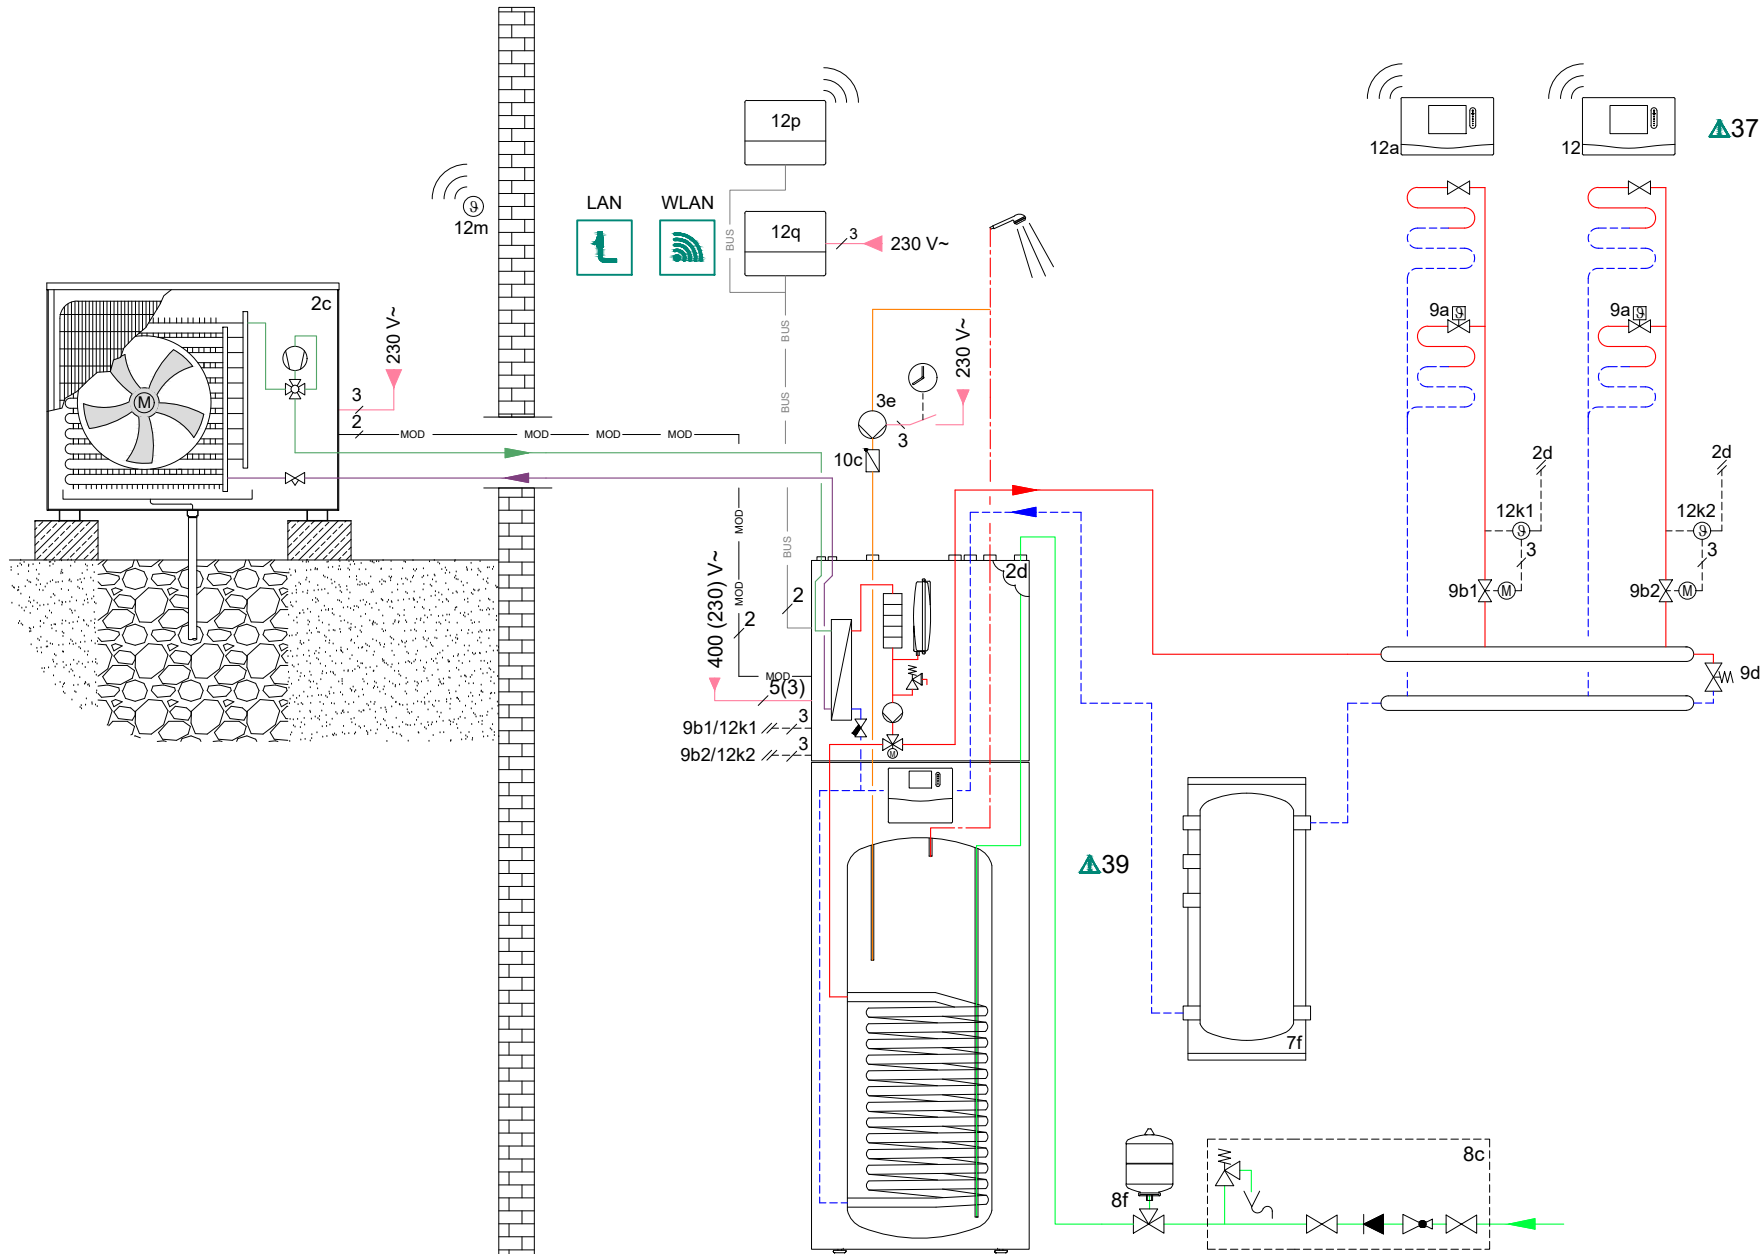 12p
12a
12
37
LAN
WLAN
12m
12q
3
230 V~
BUS
BUS
BUS
BUS
2c
230 V~
3
2
MOD
MOD
MOD
MOD
M
3e
3
230 V~
10c
9a
9a
2d
2d
12k1
12k2
3
3
9b1
M
9b2
M
9d
MOD
MOD
2
2
400 (230) V~
MOD
5(3)
9b1/12k1
3
9b2/12k2
3
2d
M
39
7f
8f
8c